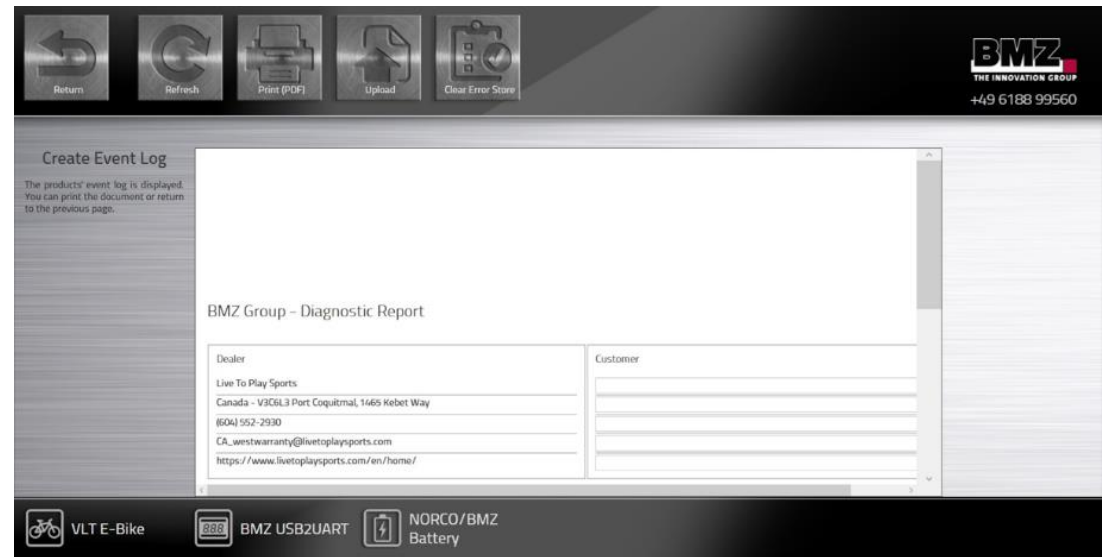 Return
Refresh
Print (PDF)
Upload
Clear Error Store
BMZ
THE INNOVATION GROUP
+49 6188 99560
Create Event Log
The products' event log is displayed.
You can print the document or return
to the previous page.
BMZ Group - Diagnostic Report
Dealer
Live To Play Sports
Canada - V3C6L3 Port Coquitmal, 1465 Kebet Way
(604) 552-2930
CA_westwarranty@livetoplaysports.com
https://www.livetoplaysports.com/en/home/
Customer
VLT E-Bike
888
BMZ USB2UART
NORCO/BMZ
Battery